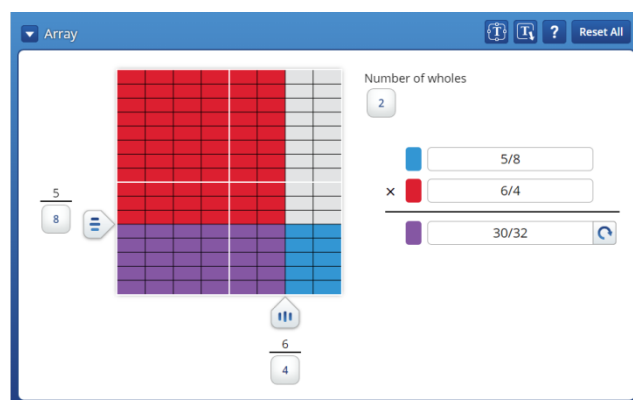 Array
T
T
?
Reset All
Number of wholes
2
5/8
×
6/4
30/32
5
8
6
4